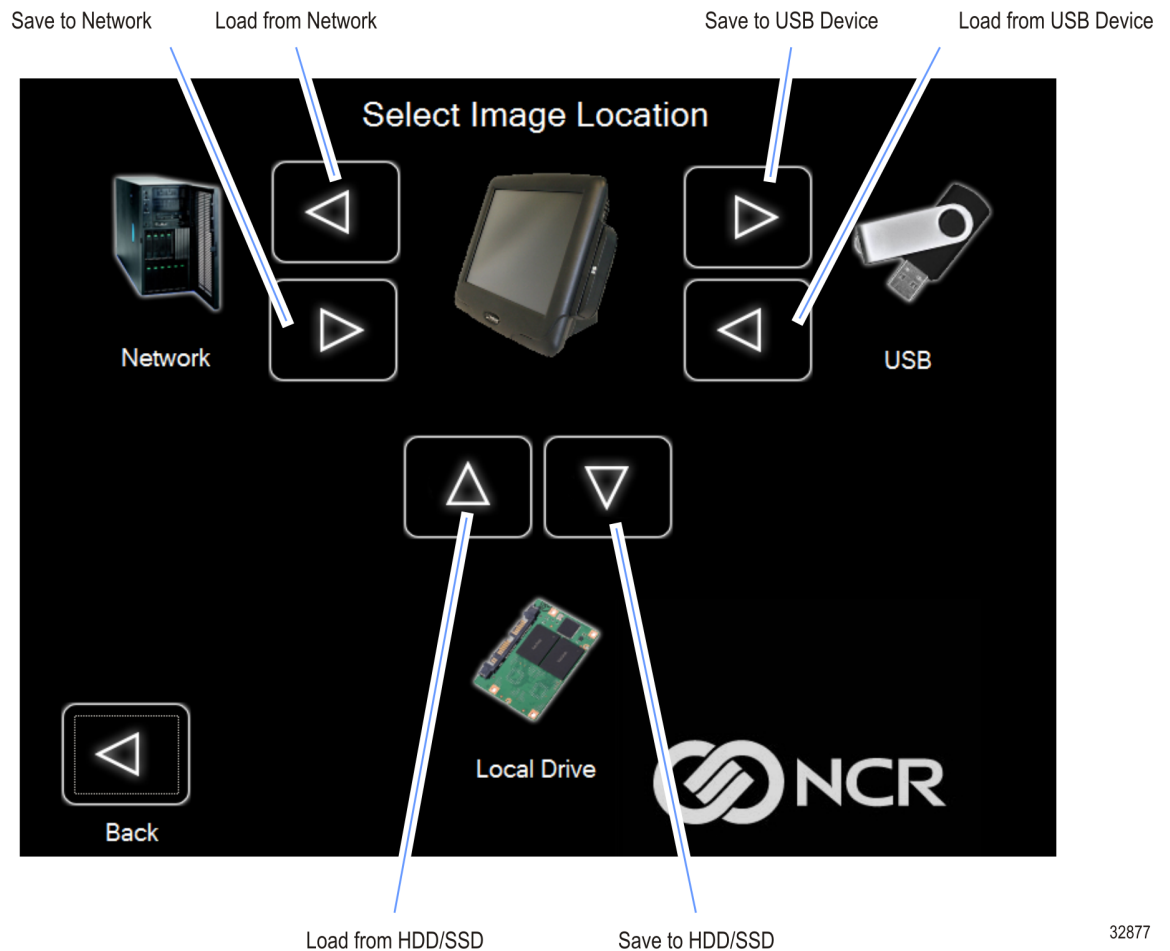 Save to Network
Load from Network
Save to USB Device
Load from USB Device
Select Image Location
Network
USB
Local Drive
NCR
Back
Load from HDD/SSD
Save to HDD/SSD
32877